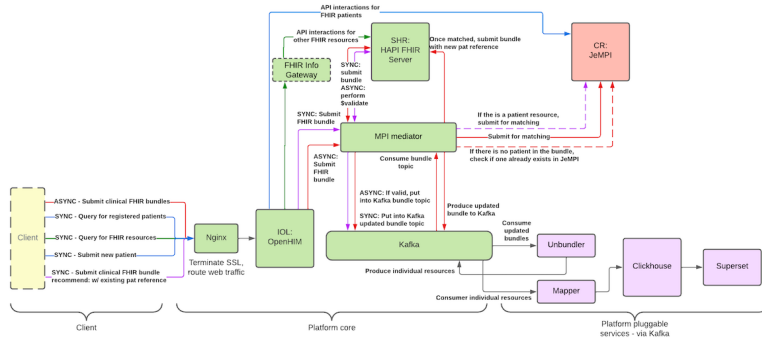 API interactions for
FHIR patients
API interactions for
other FHIR resources
SHR:
HAPI FHIR
Server
Once matched, submit bundle
with new pat reference
CR:
JeMPI
FHIR Info
Gateway
SYNC:
submit
bundle
ASYNC:
perform
$validate
SYNC: Submit
FHIR bundle
MPI mediator
If the is a patient resource,
submit for matching
Submit for matching
If there is no patient in the bundle,
check if one already exists in JeMPI
ASYNC:
Submit
FHIR
bundle
Consume bundle
topic
ASYNC: If valid, put
into Kafka bundle topic
SYNC: Put into Kafka
updated bundle topic
Produce updated
bundle to Kafka
Client
ASYNC - Submit clinical FHIR bundles
SYNC - Query for registered patients
SYNC - Query for FHIR resources
SYNC - Submit new patient
SYNC - Submit clinical FHIR bundle
recommend: w/ existing pat reference
Nginx
Terminate SSL,
route web traffic
IOL:
OpenHIM
Kafka
Consume
updated
bundles
Unbundler
Produce individual resources
Consumer individual resources
Mapper
Clickhouse
Superset
Client
Platform core
Platform pluggable
services - via Kafka